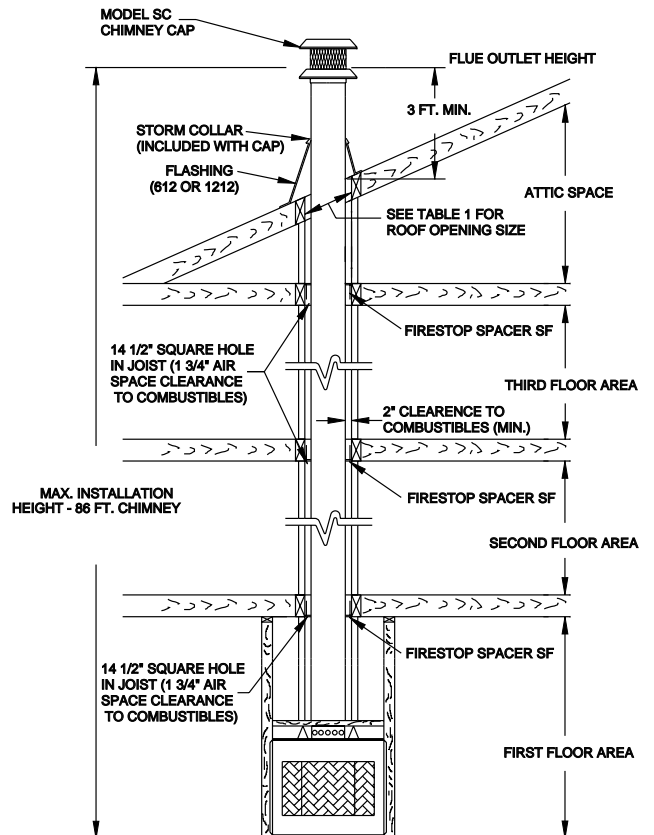 MODEL SC
CHIMNEY CAP
FLUE OUTLET HEIGHT
3 FT. MIN.
STORM COLLAR
(INCLUDED WITH CAP)
FLASHING
(612 OR 1212)
ATTIC SPACE
SEE TABLE 1 FOR
ROOF OPENING SIZE
FIRESTOP SPACER SF
14 1/2" SQUARE HOLE
IN JOIST (1 3/4" AIR
SPACE CLEARANCE
TO COMBUSTIBLES)
THIRD FLOOR AREA
2" CLEARENCE TO
COMBUSTIBLES (MIN.)
MAX. INSTALLATION
HEIGHT - 86 FT. CHIMNEY
FIRESTOP SPACER SF
SECOND FLOOR AREA
FIRESTOP SPACER SF
14 1/2" SQUARE HOLE
IN JOIST (1 3/4" AIR
SPACE CLEARANCE
TO COMBUSTIBLES)
FIRST FLOOR AREA